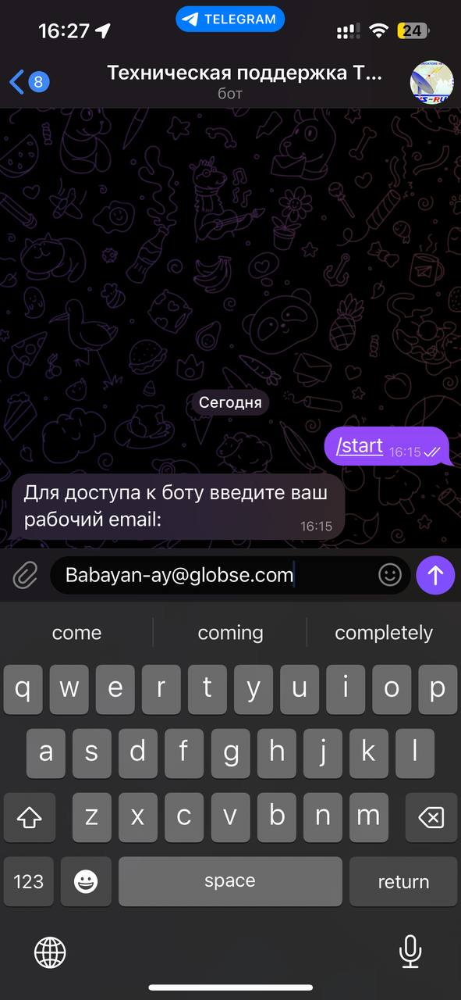 16:27
TELEGRAM
24
8
Техническая поддержка Т...
бот
Сегодня
/start 16:15
Для доступа к боту введите ваш
рабочий email:
16:15
Babayan-ay@globse.com
come coming completely
q w e r t y u i o p
a s d f g h j k l
z x c v b n m
123 space return